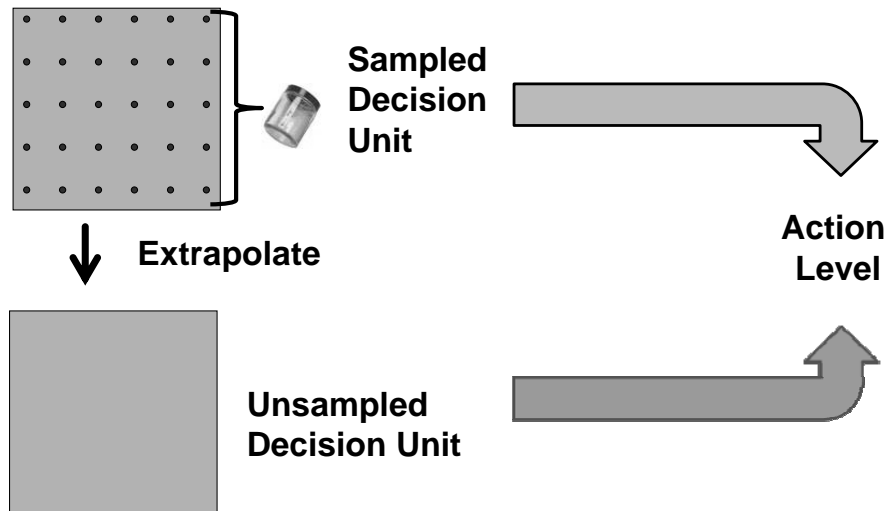 Sampled
Decision
Unit
Extrapolate
Action
Level
Unsampled
Decision Unit